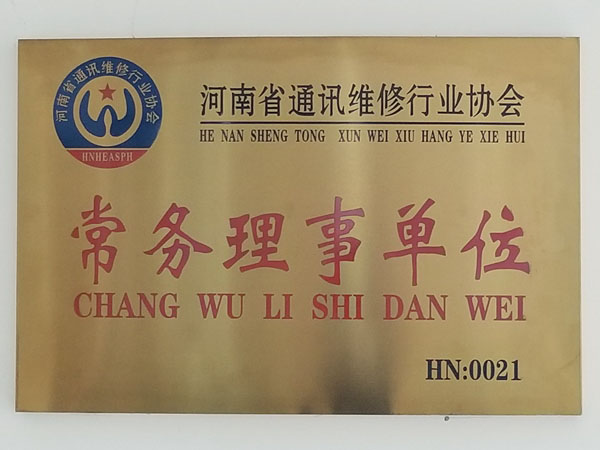 河南省通讯维修行业协会
HNHEASPH
河南省通讯维修行业协会
HE NAN SHENG TONG XUN WEI XIU HANG YE XIE HUI
常务理事单位
CHANG WU LI SHI DAN WEI
HN:0021